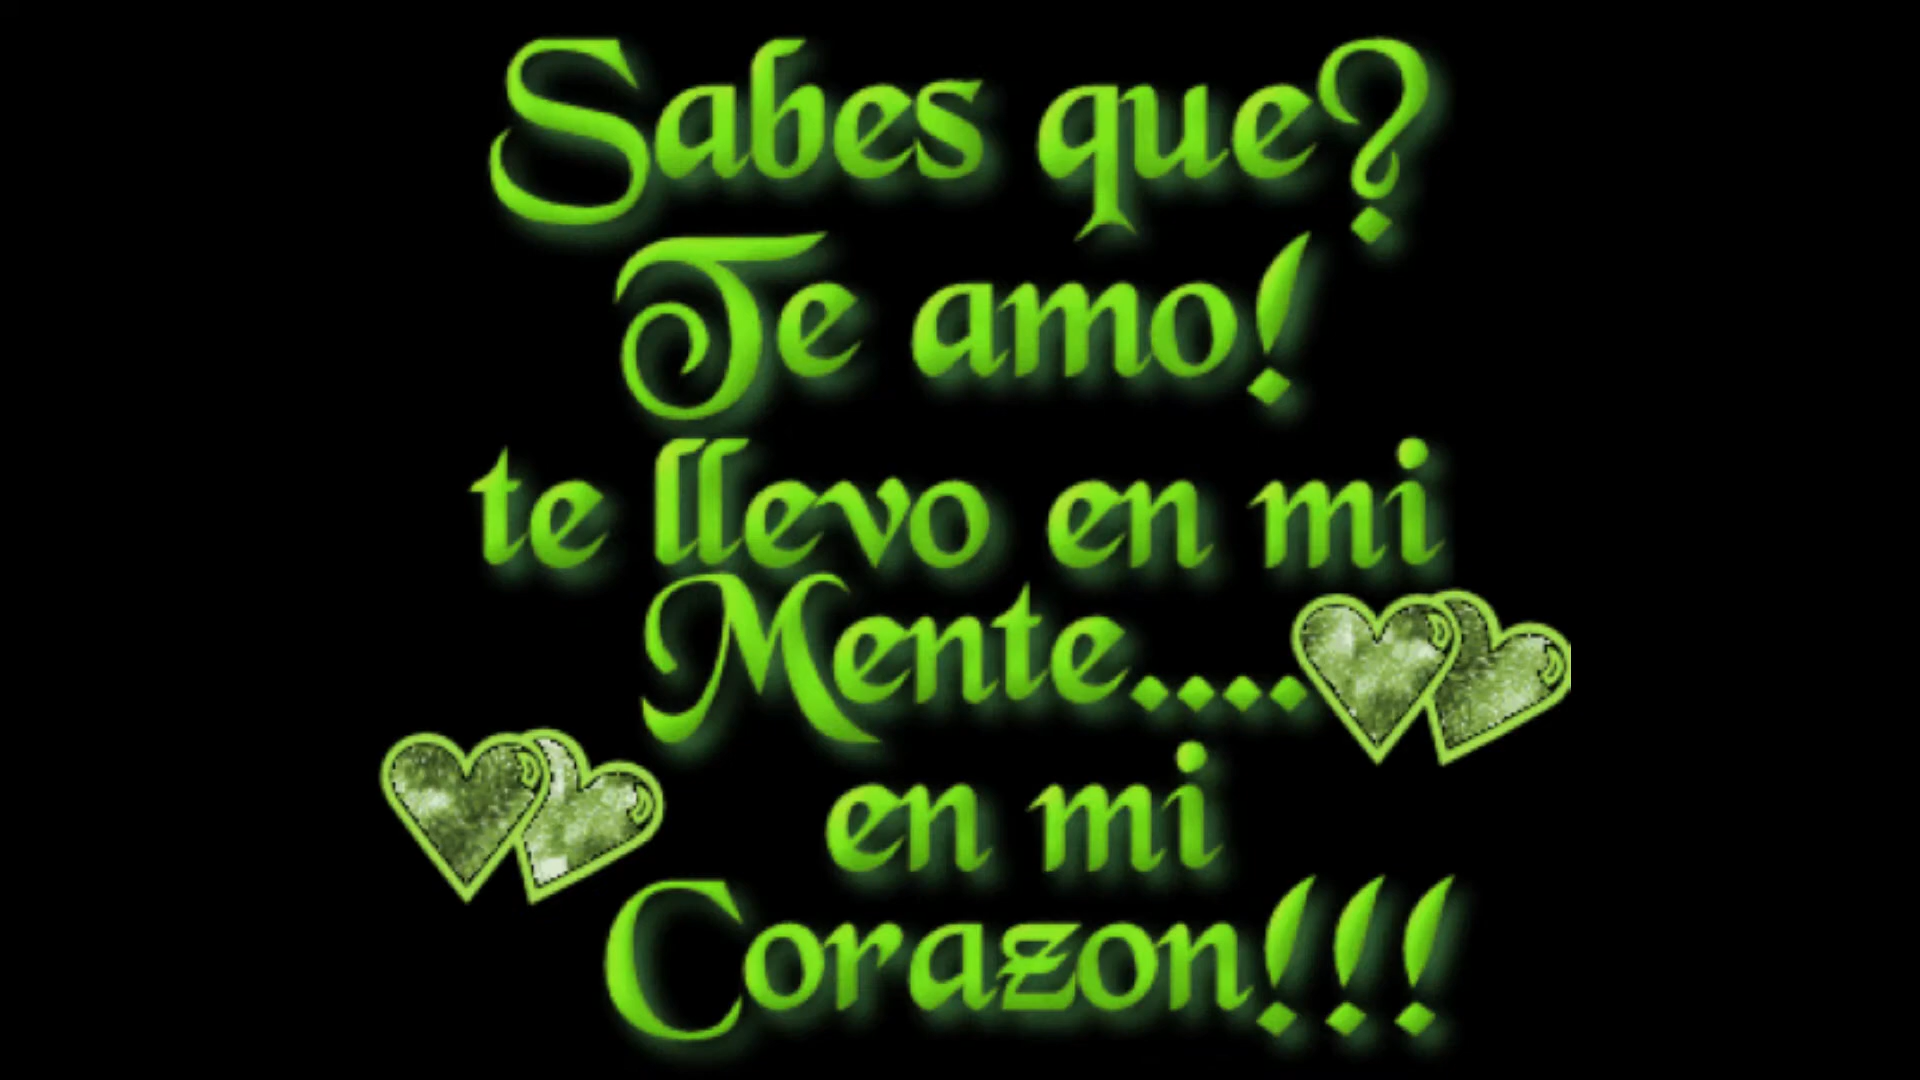 Sabes que?
Te amo!
te llevo en mi
Mente....
en mi
Corazon!!!